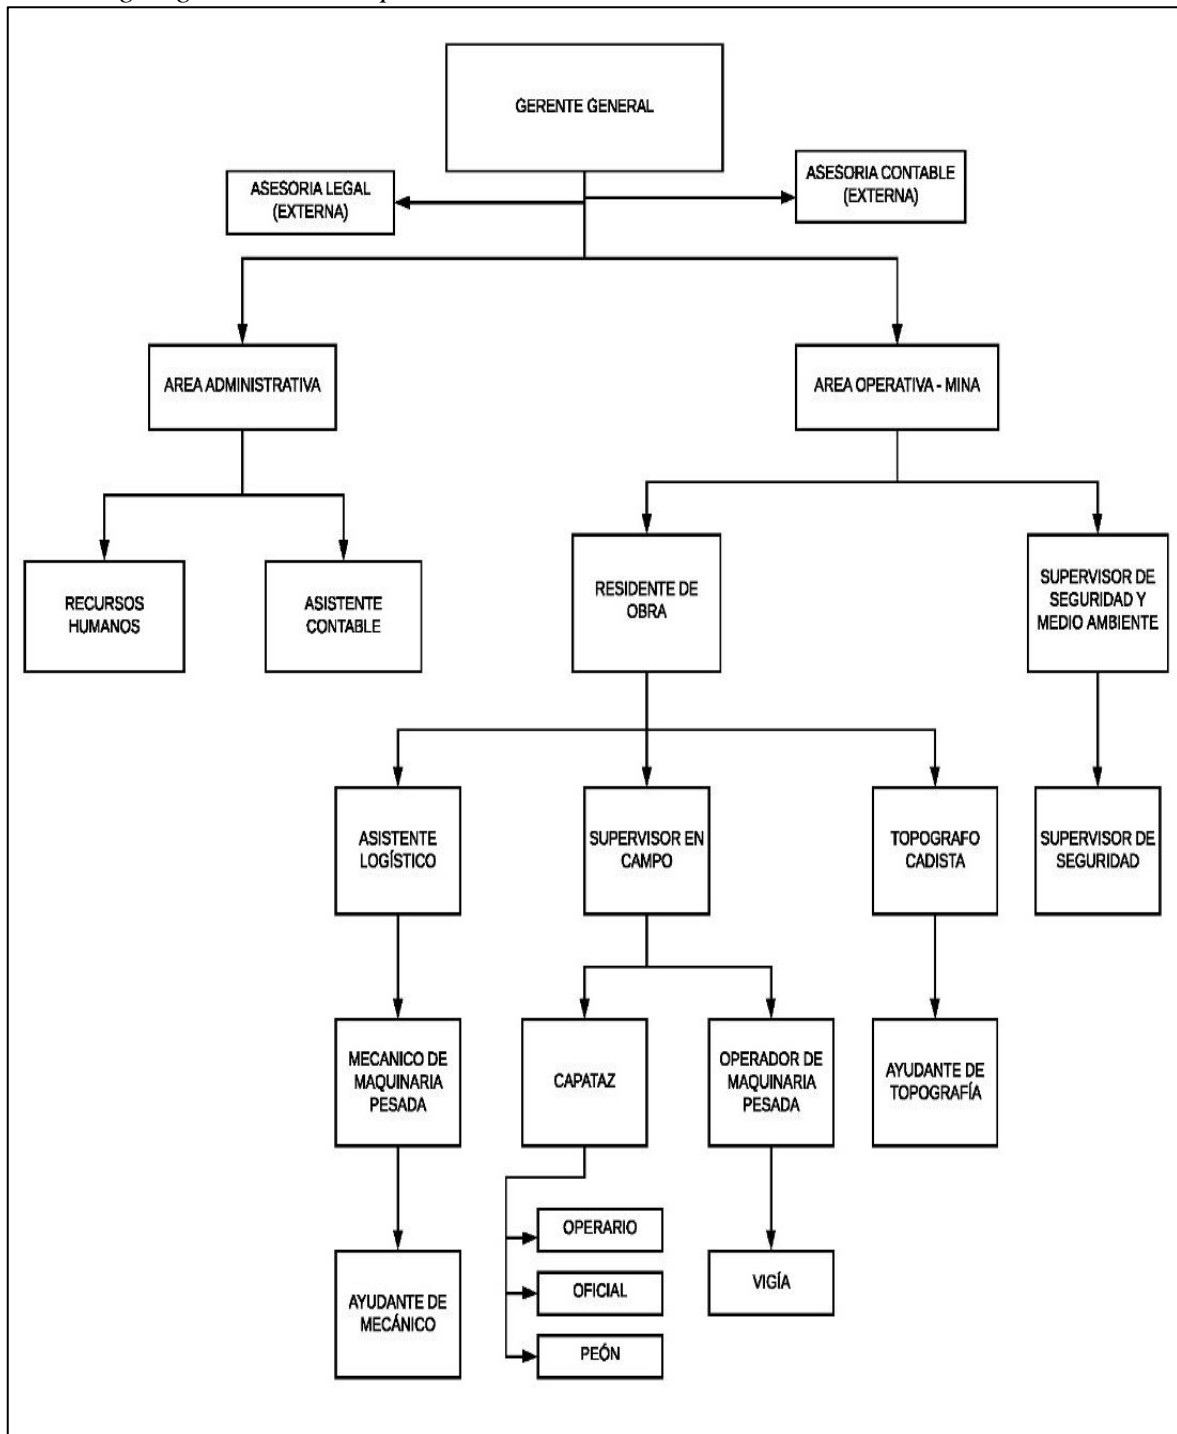 GERENTE GENERAL
ASESORIA LEGAL
(EXTERNA)
ASESORIA CONTABLE
(EXTERNA)
AREA ADMINISTRATIVA
AREA OPERATIVA - MINA
RECURSOS
HUMANOS
ASISTENTE
CONTABLE
RESIDENTE DE
OBRA
SUPERVISOR DE
SEGURIDAD Y
MEDIO AMBIENTE
ASISTENTE
LOGÍSTICO
SUPERVISOR EN
CAMPO
TOPOGRAFO
CADISTA
SUPERVISOR DE
SEGURIDAD
MECANICO DE
MAQUINARIA
PESADA
CAPATAZ
OPERADOR DE
MAQUINARIA
PESADA
AYUDANTE DE
TOPOGRAFÍA
OPERARIO
OFICIAL
PEÓN
VIGÍA
AYUDANTE DE
MECÁNICO